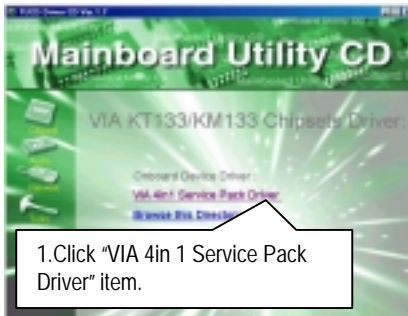 Mainboard Utility CD
VIA KT133/KM133 Chipsets Driver:
Onboard Device Driver:
VIA 4in1 Service Pack Driver
Browse this Director
1.Click “VIA 4in 1 Service Pack
Driver” item.